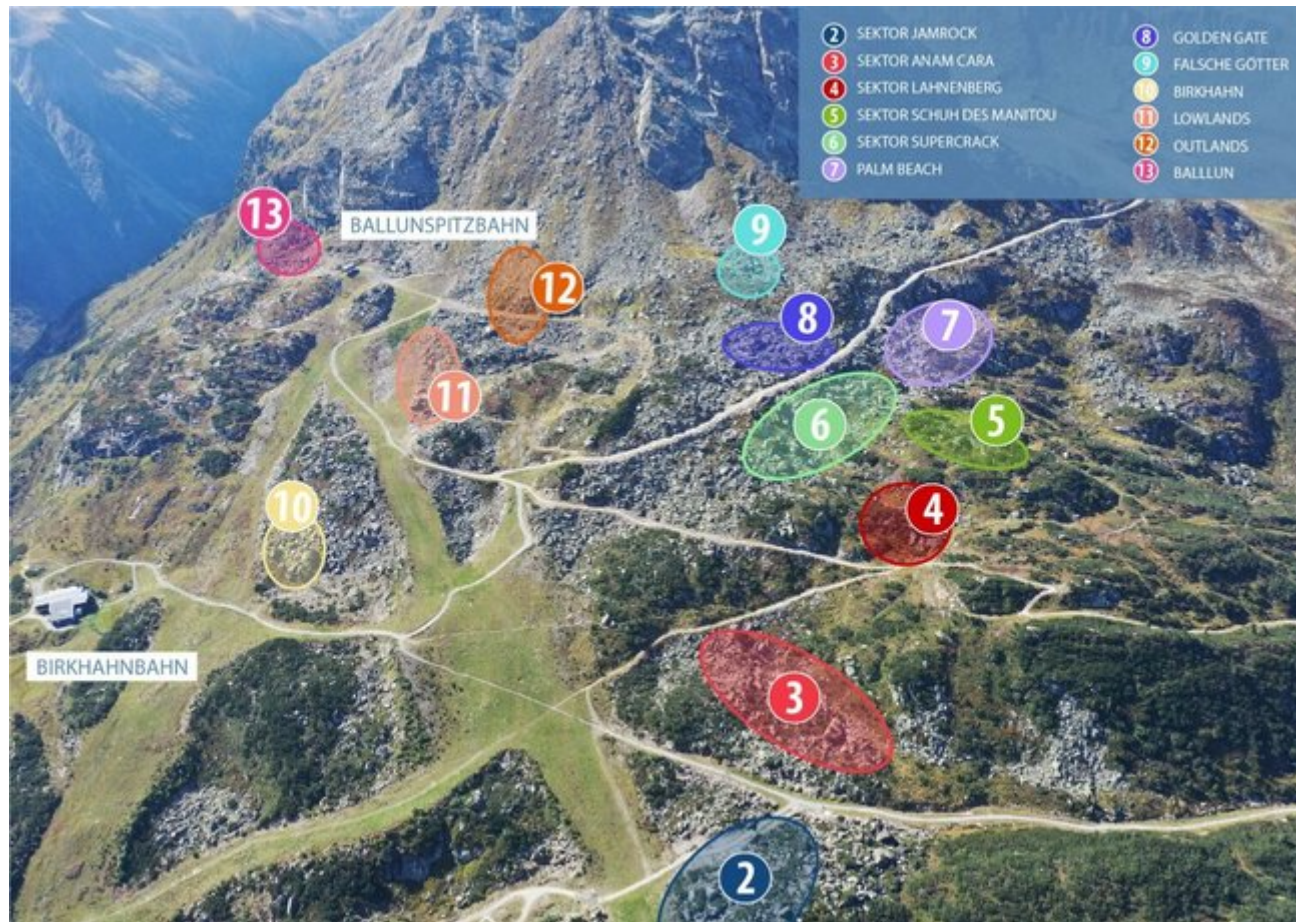 2 SEKTOR JAMROCK
3 SEKTOR ANAM CARA
4 SEKTOR LAHNENBERG
5 SEKTOR SCHUH DES MANITOU
6 SEKTOR SUPERCRACK
7 PALM BEACH
8 GOLDEN GATE
9 FALSCHE GÖTTER
10 BIRKHAHN
11 LOWLANDS
12 OUTLANDS
13 BALLLUN
13
BALLUNSPITZBAHN
9
12
8
7
11
6
5
10
4
BIRKHAHNBAHN
3
2